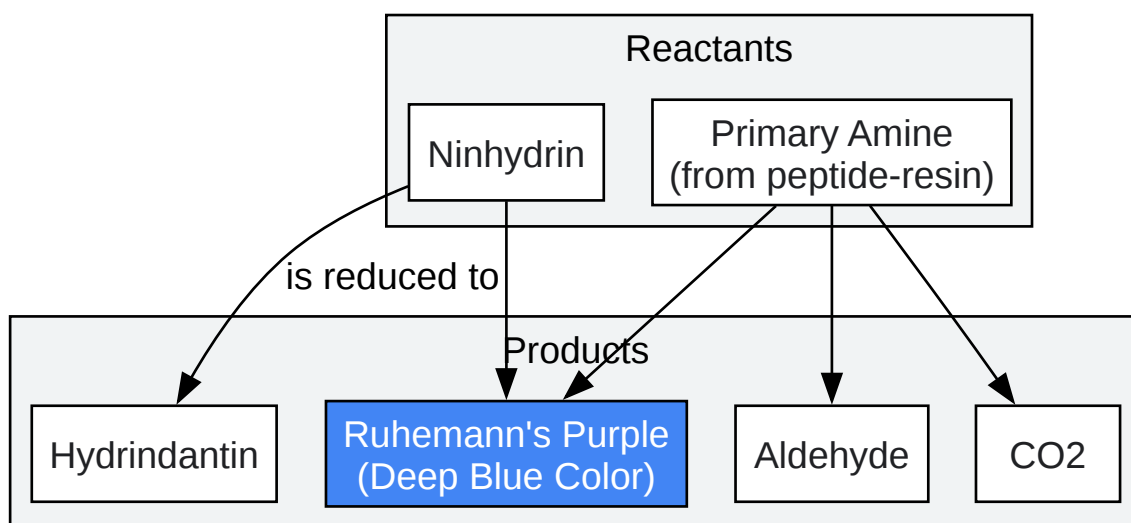 Reactants
Ninhydrin
Primary Amine
(from peptide-resin)
is reduced to
Products
Hydrindantin
Ruhemann's Purple
(Deep Blue Color)
Aldehyde
CO2